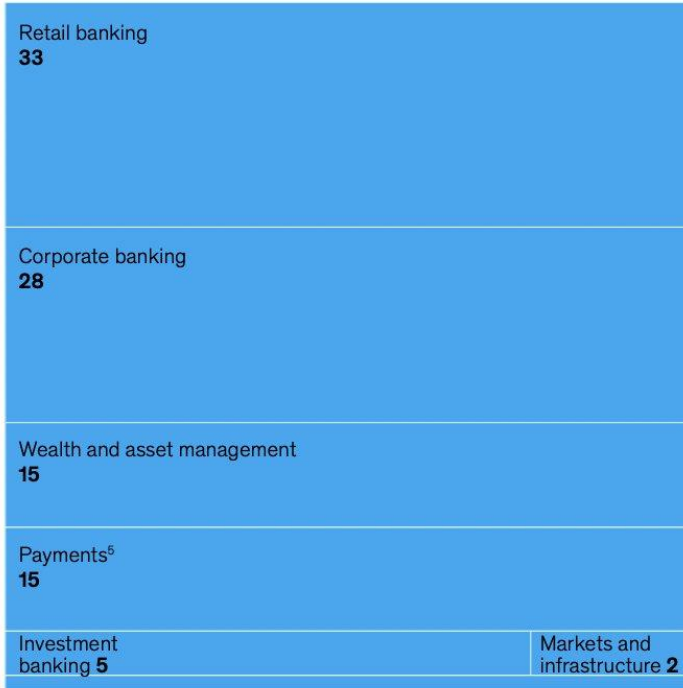 Retail banking
33
Corporate banking
28
Wealth and asset management
15
Payments⁵
15
Investment
banking 5
Markets and
infrastructure 2